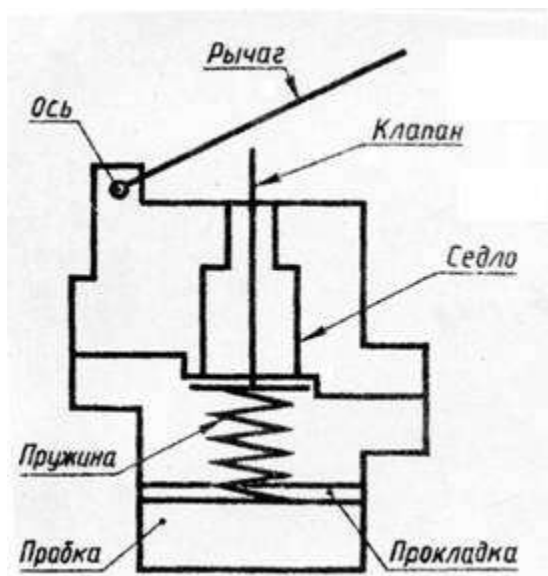 Рычаг
Ось
Клапан
Седло
Пружина
Пробка
Прокладка